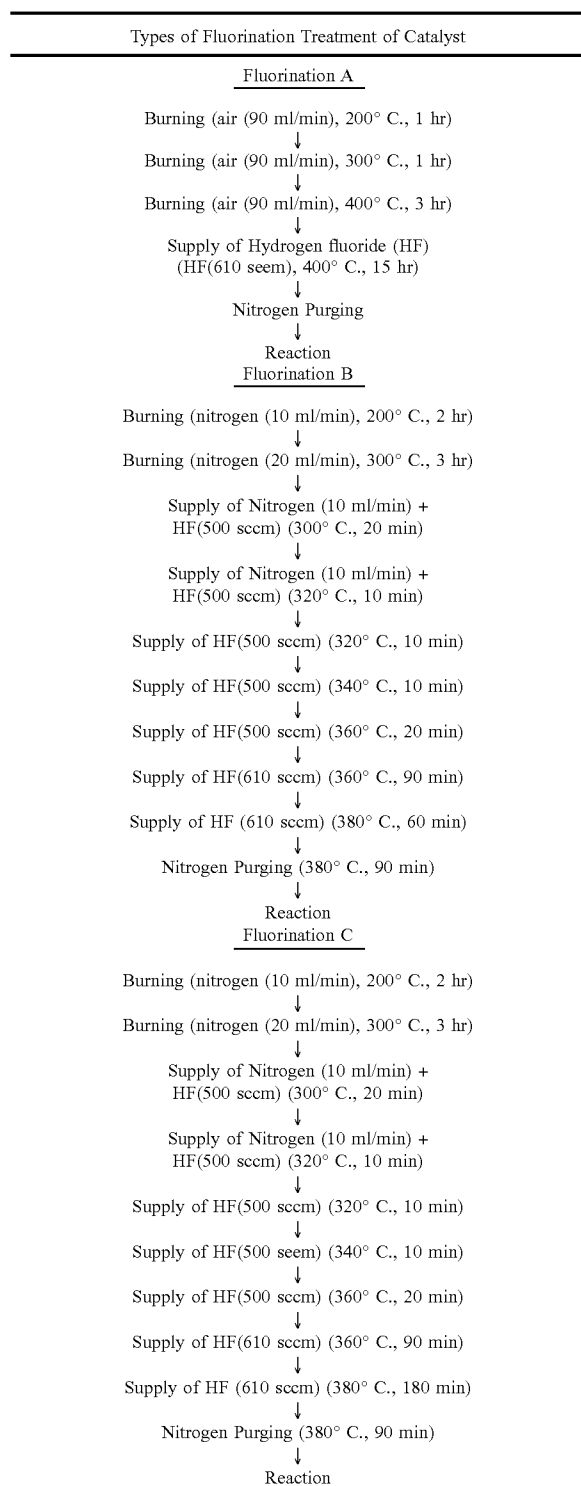 Types of Fluorination Treatment of Catalyst
Fluorination A
Burning (air (90 ml/min), 200° C., 1 hr)
↓
Burning (air (90 ml/min), 300° C., 1 hr)
↓
Burning (air (90 ml/min), 400° C., 3 hr)
↓
Supply of Hydrogen fluoride (HF)
(HF(610 seem), 400° C., 15 hr)
↓
Nitrogen Purging
↓
Reaction
Fluorination B
Burning (nitrogen (10 ml/min), 200° C., 2 hr)
↓
Burning (nitrogen (20 ml/min), 300° C., 3 hr)
↓
Supply of Nitrogen (10 ml/min) +
HF(500 sccm) (300° C., 20 min)
↓
Supply of Nitrogen (10 ml/min) +
HF(500 sccm) (320° C., 10 min)
↓
Supply of HF(500 sccm) (320° C., 10 min)
↓
Supply of HF(500 sccm) (340° C., 10 min)
↓
Supply of HF(500 sccm) (360° C., 20 min)
↓
Supply of HF(610 sccm) (360° C., 90 min)
↓
Supply of HF (610 sccm) (380° C., 60 min)
↓
Nitrogen Purging (380° C., 90 min)
↓
Reaction
Fluorination C
Burning (nitrogen (10 ml/min), 200° C., 2 hr)
↓
Burning (nitrogen (20 ml/min), 300° C., 3 hr)
↓
Supply of Nitrogen (10 ml/min) +
HF(500 sccm) (300° C., 20 min)
↓
Supply of Nitrogen (10 ml/min) +
HF(500 sccm) (320° C., 10 min)
↓
Supply of HF(500 sccm) (320° C., 10 min)
↓
Supply of HF(500 seem) (340° C., 10 min)
↓
Supply of HF(500 sccm) (360° C., 20 min)
↓
Supply of HF(610 sccm) (360° C., 90 min)
↓
Supply of HF (610 sccm) (380° C., 180 min)
↓
Nitrogen Purging (380° C., 90 min)
↓
Reaction